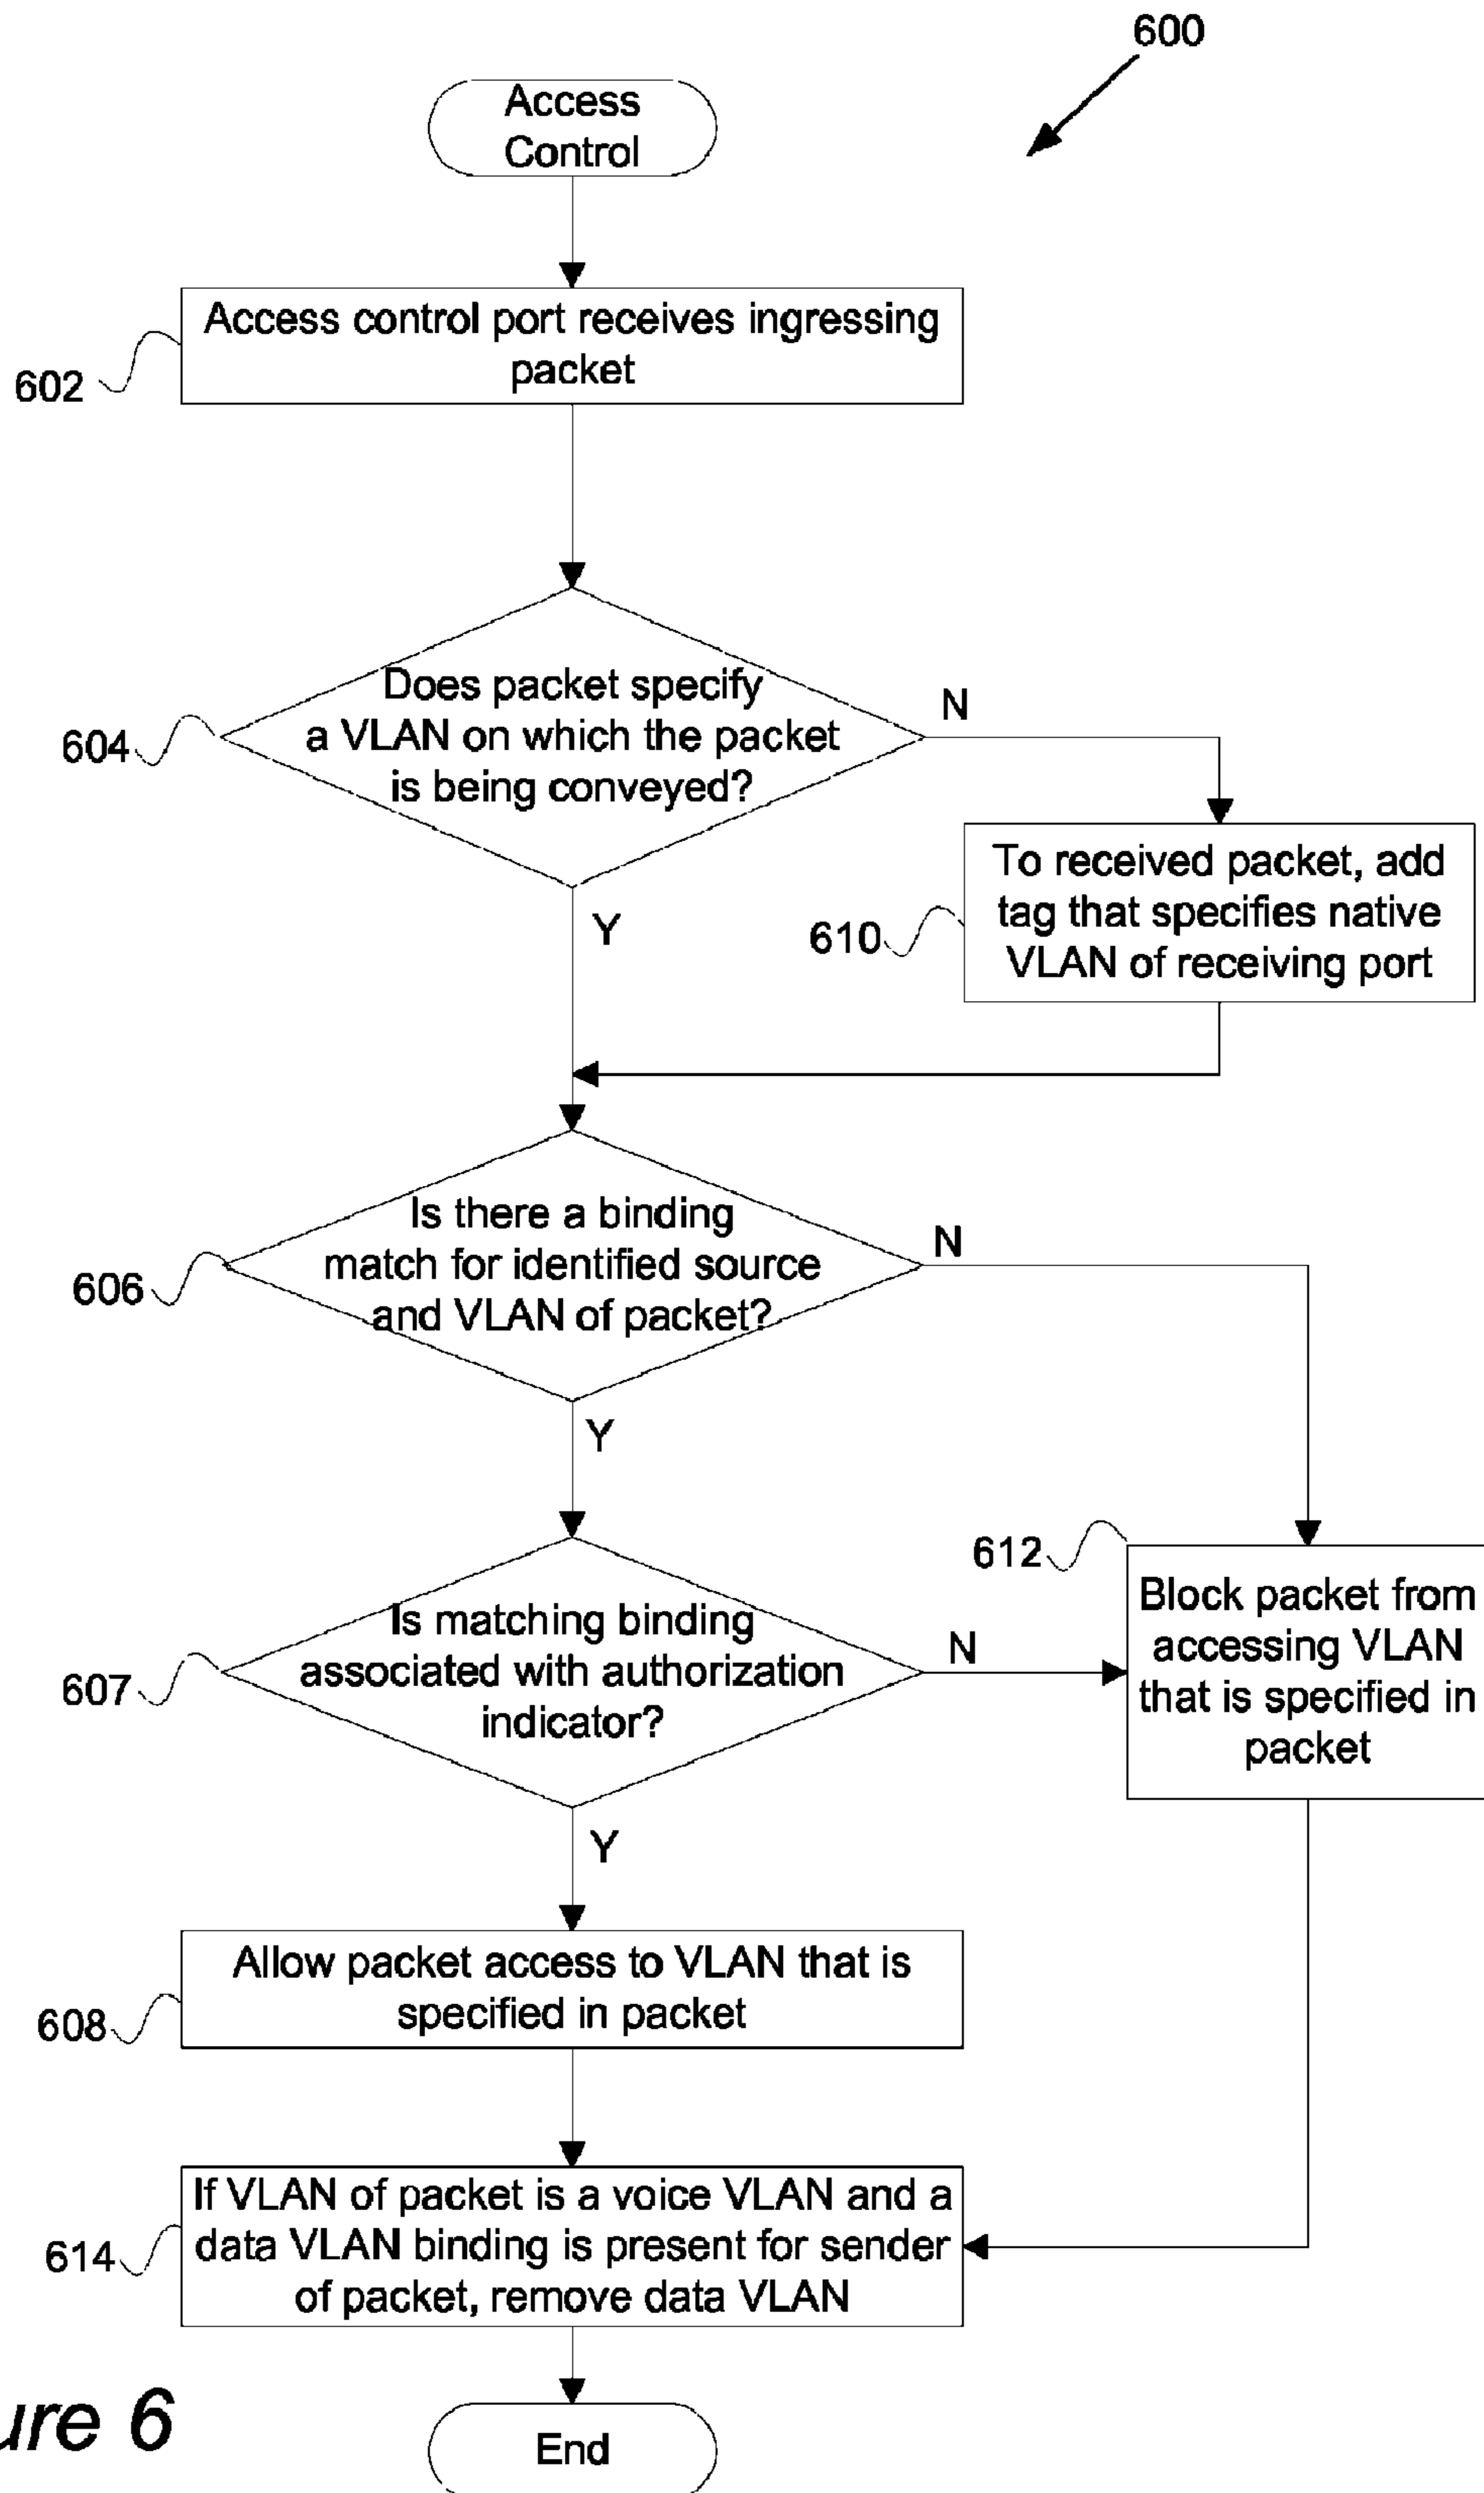 600
Access
Control
Access control port receives ingressing
packet
602
Does packet specify
a VLAN on which the packet
is being conveyed?
604
N
Y
To received packet, add
tag that specifies native
VLAN of receiving port
610
Is there a binding
match for identified source
and VLAN of packet?
606
N
Y
612
Block packet from
accessing VLAN
that is specified in
packet
Is matching binding
associated with authorization
indicator?
607
N
Y
Allow packet access to VLAN that is
specified in packet
608
If VLAN of packet is a voice VLAN and a
data VLAN binding is present for sender
of packet, remove data VLAN
614
End
ure 6